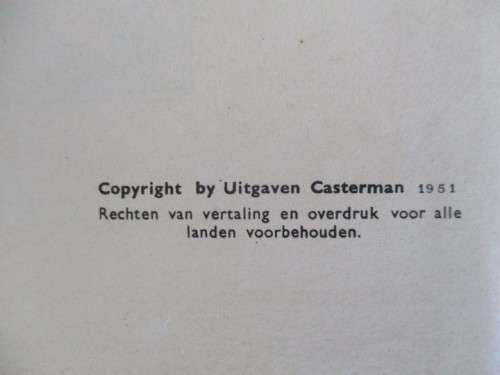 Copyright by Uitgaven Casterman 1951
Rechten van vertaling en overdruk voor alle
landen voorbehouden.